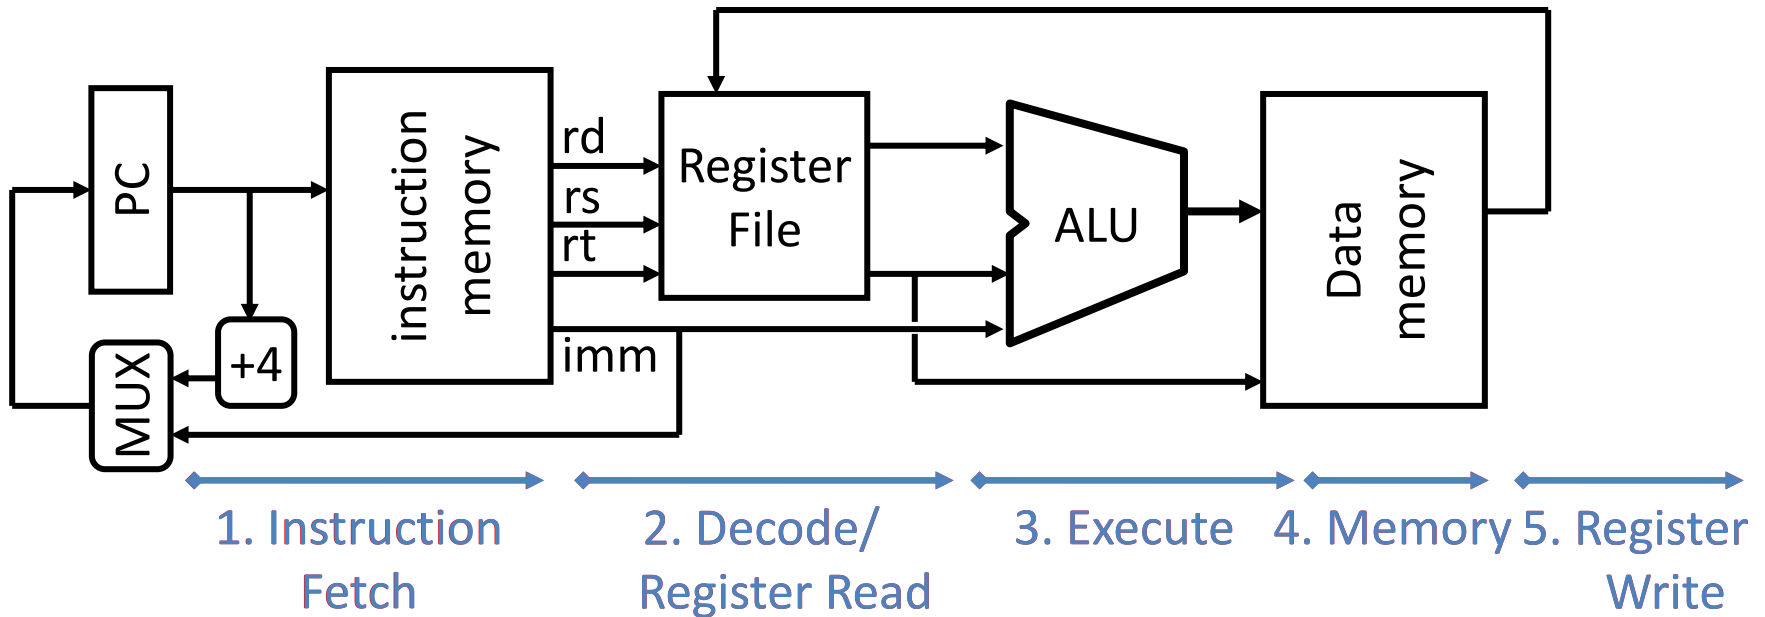 PC
instruction
memory
rd
rs
rt
imm
Register
File
ALU
Data
memory
+4
MUX
1. Instruction
Fetch
2. Decode/
Register Read
3. Execute
4. Memory
5. Register
Write